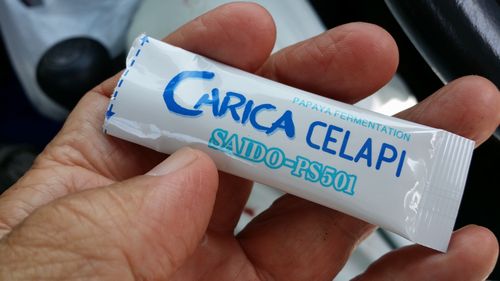 PAPAYA FERMENTATION
CARICA CELAPI
SAIDO-PS501